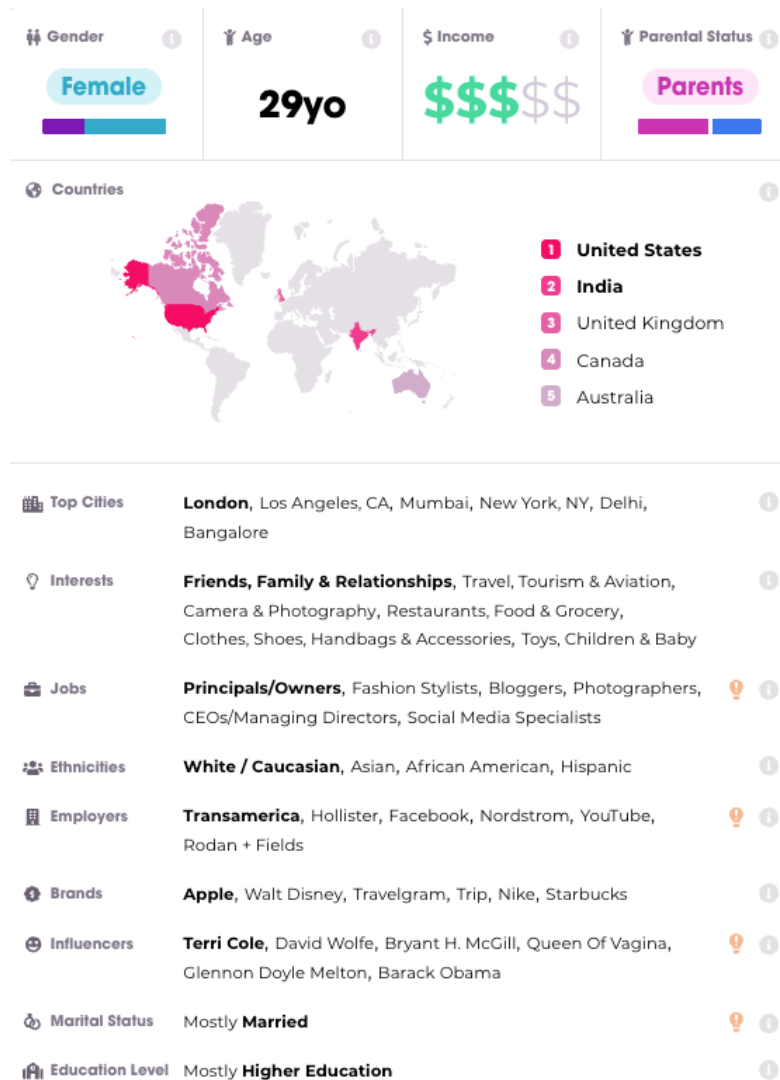 Gender
Age
$ Income
Parental Status
Female
29yo
$$$$$
Parents
Countries
1 United States
2 India
3 United Kingdom
4 Canada
5 Australia
Top Cities
London, Los Angeles, CA, Mumbai, New York, NY, Delhi,
Bangalore
Interests
Friends, Family & Relationships, Travel, Tourism & Aviation,
Camera & Photography, Restaurants, Food & Grocery,
Clothes, Shoes, Handbags & Accessories, Toys, Children & Baby
Jobs
Principals/Owners, Fashion Stylists, Bloggers, Photographers,
CEOs/Managing Directors, Social Media Specialists
Ethnicities
White / Caucasian, Asian, African American, Hispanic
Employers
Transamerica, Hollister, Facebook, Nordstrom, YouTube,
Rodan + Fields
Brands
Apple, Walt Disney, Travelgram, Trip, Nike, Starbucks
Influencers
Terri Cole, David Wolfe, Bryant H. McGill, Queen Of Vagina,
Glennon Doyle Melton, Barack Obama
Marital Status
Mostly Married
Education Level
Mostly Higher Education